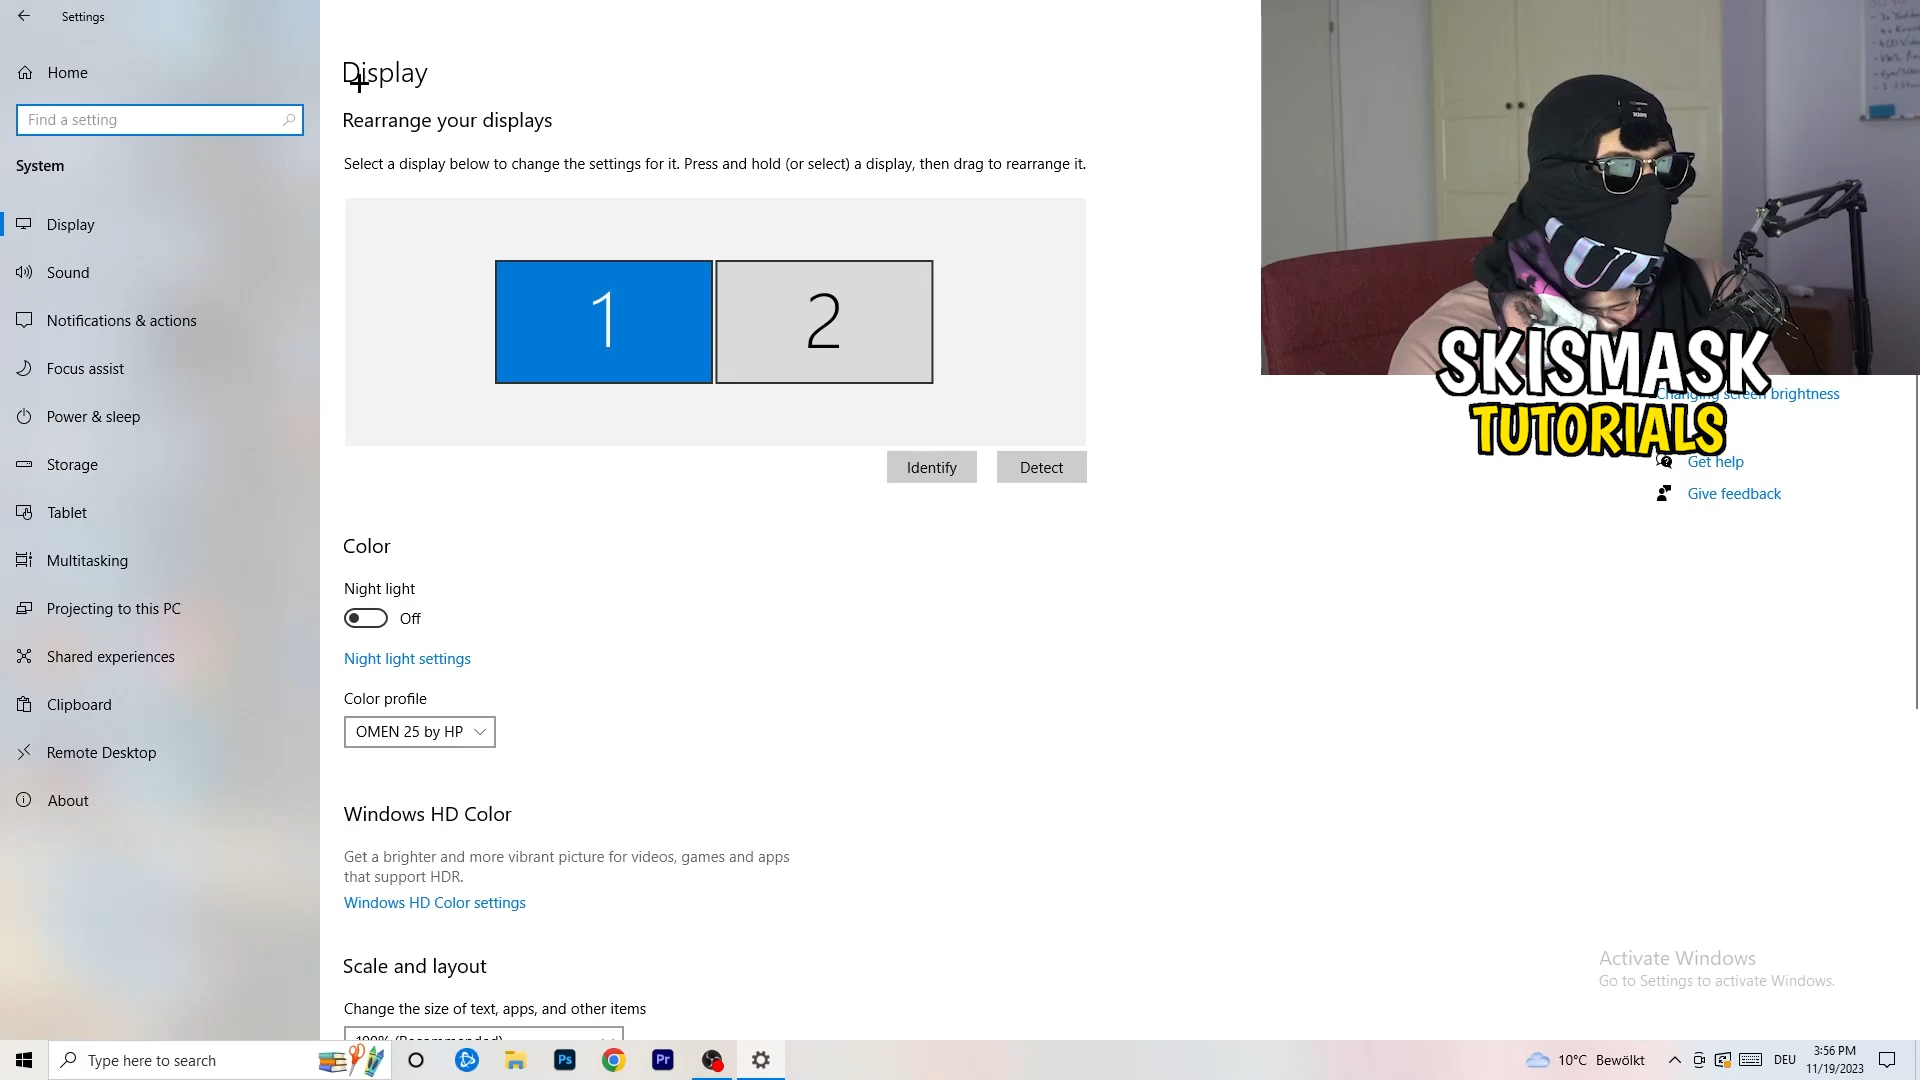 Settings
Home
Find a setting
System
Display
Sound
Notifications & actions
Focus assist
Power & sleep
Storage
Tablet
Multitasking
Projecting to this PC
Shared experiences
Clipboard
Remote Desktop
About
Display
Rearrange your displays
Select a display below to change the settings for it. Press and hold (or select) a display, then drag to rearrange it.
1
2
Identify
Detect
Color
Night light
Off
Night light settings
Color profile
OMEN 25 by HP
Windows HD Color
Get a brighter and more vibrant picture for videos, games and apps
that support HDR.
Windows HD Color settings
Scale and layout
Change the size of text, apps, and other items
100% (Recommended)
SKISMASK
TUTORIALS
Changing screen brightness
Get help
Give feedback
Activate Windows
Go to Settings to activate Windows.
Type here to search
Ps
Pr
10°C Bewölkt
DEU
3:56 PM
11/19/2023